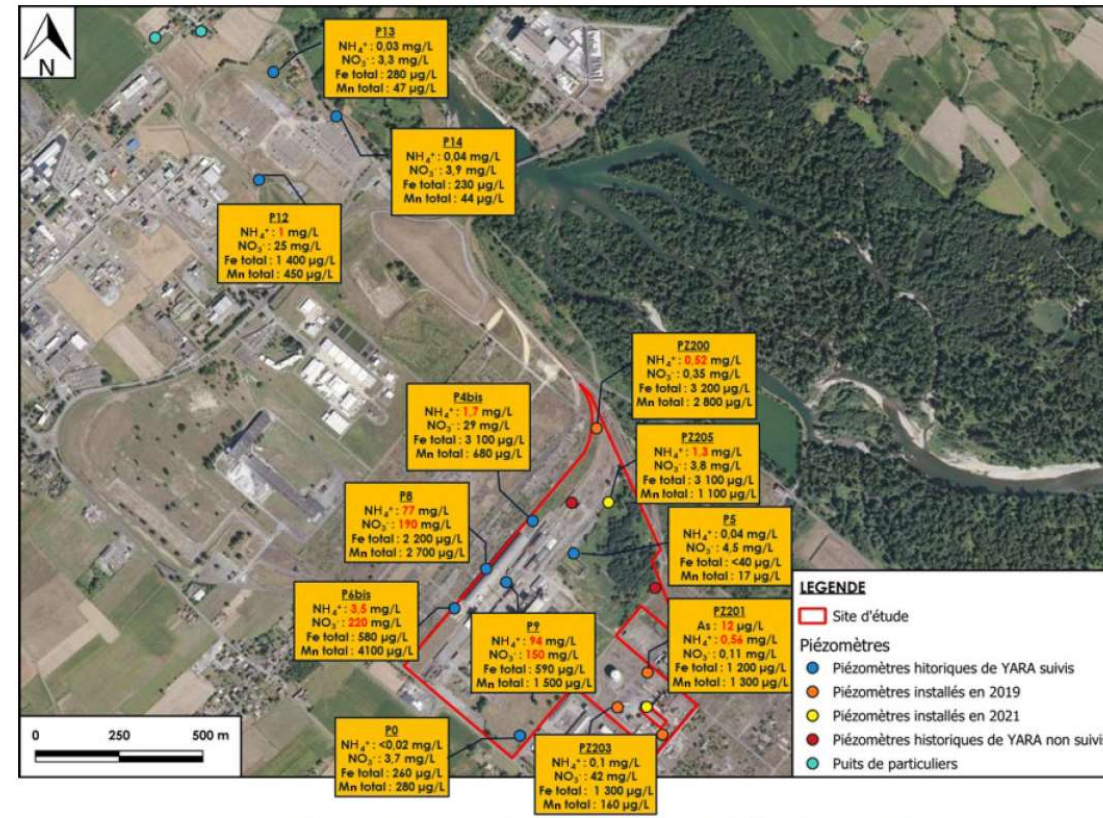 N
P13
NH₄⁺ : 0,03 mg/L
NO₃⁻ : 3,3 mg/L
Fe total : 280 µg/L
Mn total : 47 µg/L
P14
NH₄⁺ : 0,04 mg/L
NO₃⁻ : 3,9 mg/L
Fe total : 230 µg/L
Mn total : 44 µg/L
P12
NH₄⁺ : 1 mg/L
NO₃⁻ : 25 mg/L
Fe total : 1 400 µg/L
Mn total : 450 µg/L
PZ200
NH₄⁺ : 0,52 mg/L
NO₃⁻ : 0,35 mg/L
Fe total : 3 200 µg/L
Mn total : 2 800 µg/L
P4bis
NH₄⁺ : 1,7 mg/L
NO₃⁻ : 29 mg/L
Fe total : 3 100 µg/L
Mn total : 680 µg/L
PZ205
NH₄⁺ : 1,3 mg/L
NO₃⁻ : 3,8 mg/L
Fe total : 3 100 µg/L
Mn total : 1 100 µg/L
P8
NH₄⁺ : 77 mg/L
NO₃⁻ : 190 mg/L
Fe total : 2 200 µg/L
Mn total : 2 700 µg/L
P5
NH₄⁺ : 0,04 mg/L
NO₃⁻ : 4,5 mg/L
Fe total : <40 µg/L
Mn total : 17 µg/L
P6bis
NH₄⁺ : 3,5 mg/L
NO₃⁻ : 220 mg/L
Fe total : 580 µg/L
Mn total : 4100 µg/L
P9
NH₄⁺ : 94 mg/L
NO₃⁻ : 150 mg/L
Fe total : 590 µg/L
Mn total : 1 500 µg/L
PZ201
As : 12 µg/L
NH₄⁺ : 0,56 mg/L
NO₃⁻ : 0,11 mg/L
Fe total : 1 200 µg/L
Mn total : 1 300 µg/L
P0
NH₄⁺ : <0,02 mg/L
NO₃⁻ : 3,7 mg/L
Fe total : 260 µg/L
Mn total : 280 µg/L
PZ203
NH₄⁺ : 0,1 mg/L
NO₃⁻ : 42 mg/L
Fe total : 1 300 µg/L
Mn total : 160 µg/L
0 250 500 m
LEGENDE
Site d'étude
Piézomètres
Piézomètres hitoriques de YARA suivis
Piézomètres installés en 2019
Piézomètres installés en 2021
Piézomètres historiques de YARA non suivis
Puits de particuliers